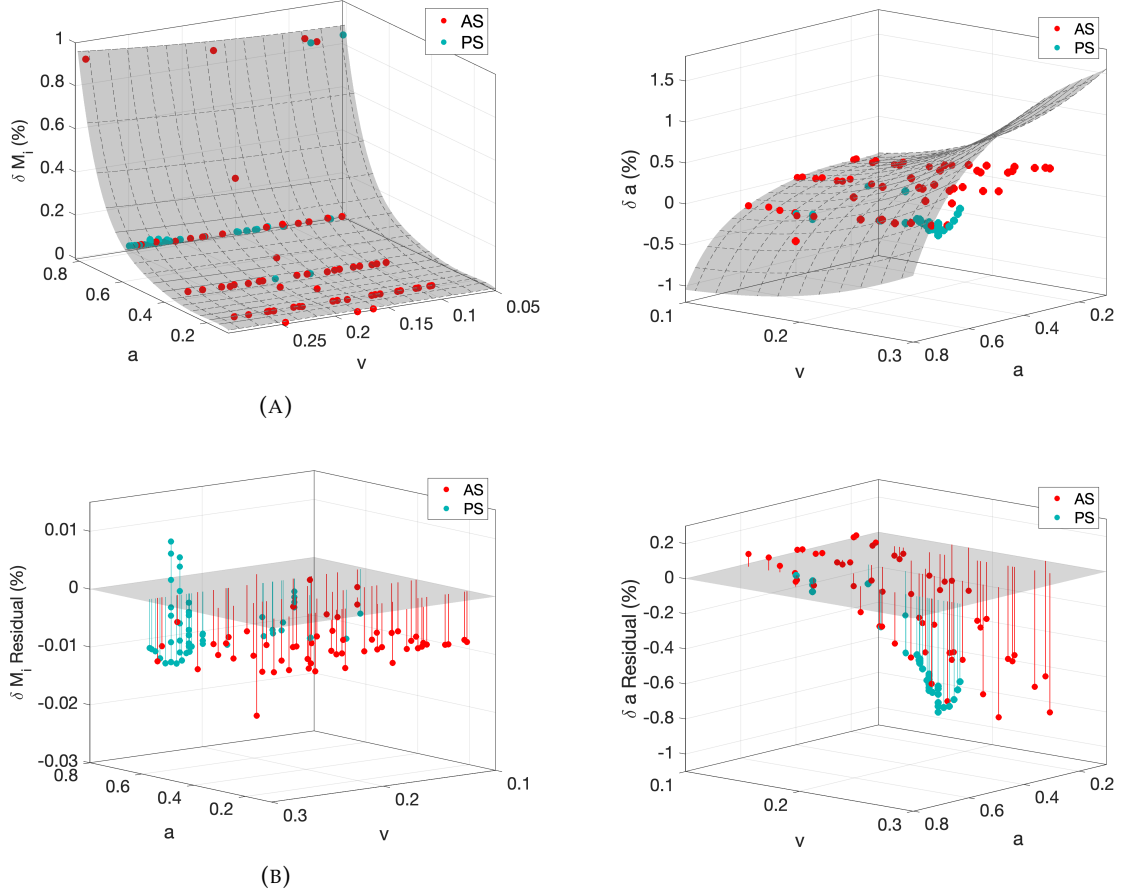 AS
PS
1
0.8
0.6
0.4
0.2
0
δ M_i (%)
0.8
0.6
0.4
0.2
a
0.25
0.2
0.15
0.1
0.05
v
AS
PS
1.5
1
0.5
0
-0.5
-1
δ a (%)
0.1
0.2
0.3
v
0.8
0.6
0.4
0.2
a
(A)
AS
PS
0.01
0
-0.01
-0.02
-0.03
δ M_i Residual (%)
0.8
0.6
0.4
0.2
a
0.3
0.2
0.1
v
AS
PS
0.2
0
-0.2
-0.4
-0.6
-0.8
-1
δ a Residual (%)
0.1
0.2
0.3
v
0.8
0.6
0.4
0.2
a
(B)